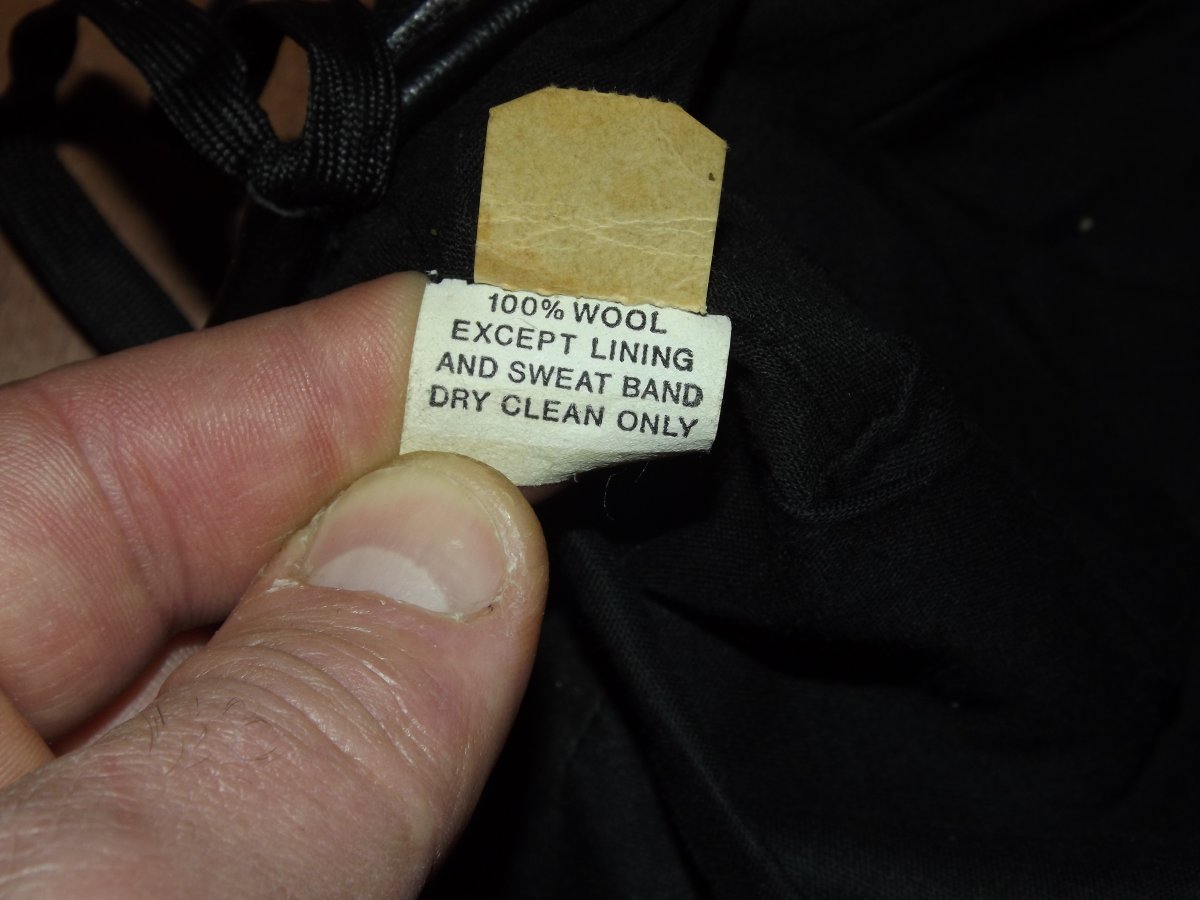 100% WOOL
EXCEPT LINING
AND SWEAT BAND
DRY CLEAN ONLY